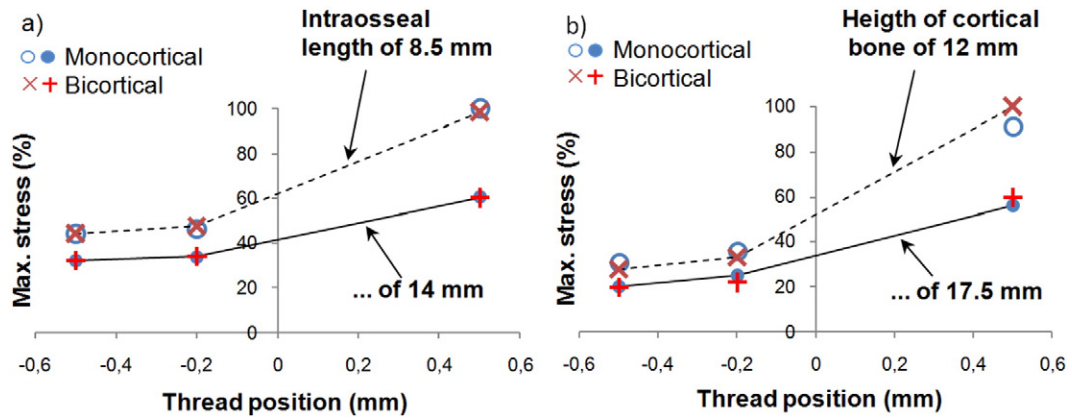 a)
Monocortical
Bicortical
Intraosseal
length of 8.5 mm
100
80
60
40
20
0
-0,6
-0,4
-0,2
0
0,2
0,4
0,6
Max. stress (%)
Thread position (mm)
... of 14 mm
b)
Monocortical
Bicortical
Heigth of cortical
bone of 12 mm
100
80
60
40
20
0
-0,6
-0,4
-0,2
0
0,2
0,4
0,6
Max. stress (%)
Thread position (mm)
... of 17.5 mm